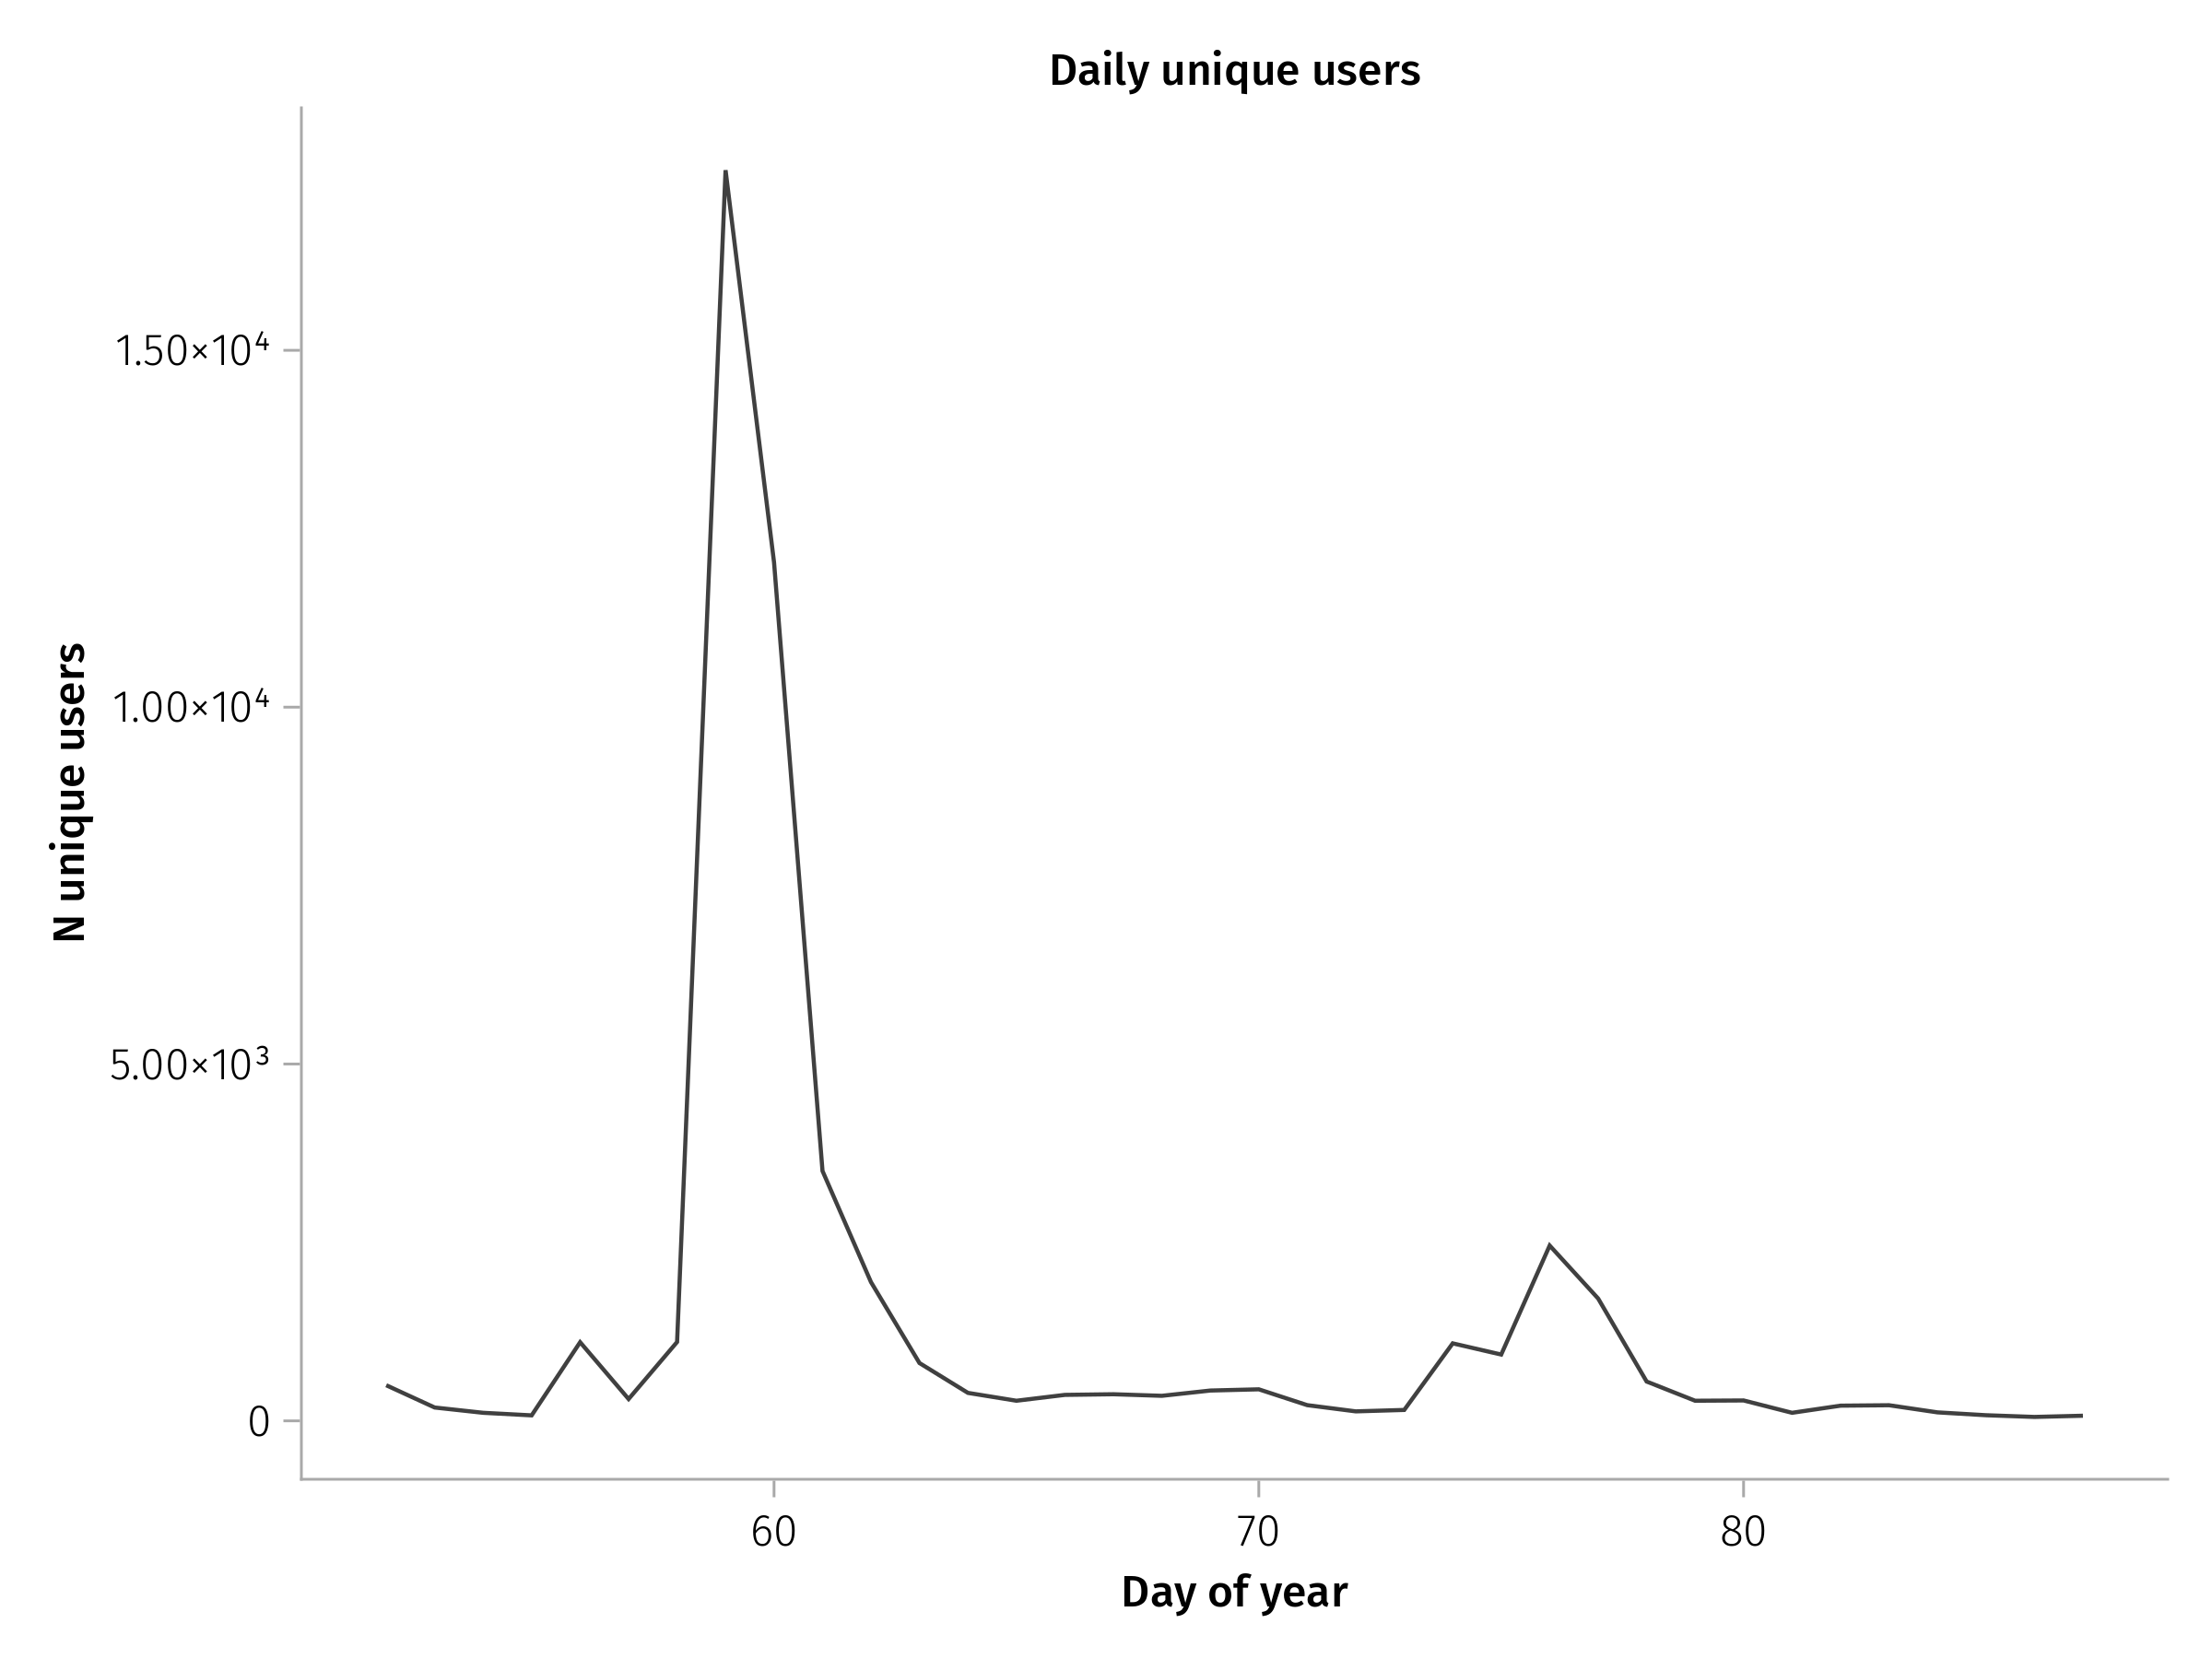 Daily unique users
N unique users
1.50×10⁴
1.00×10⁴
5.00×10³
0
60 70 80
Day of year